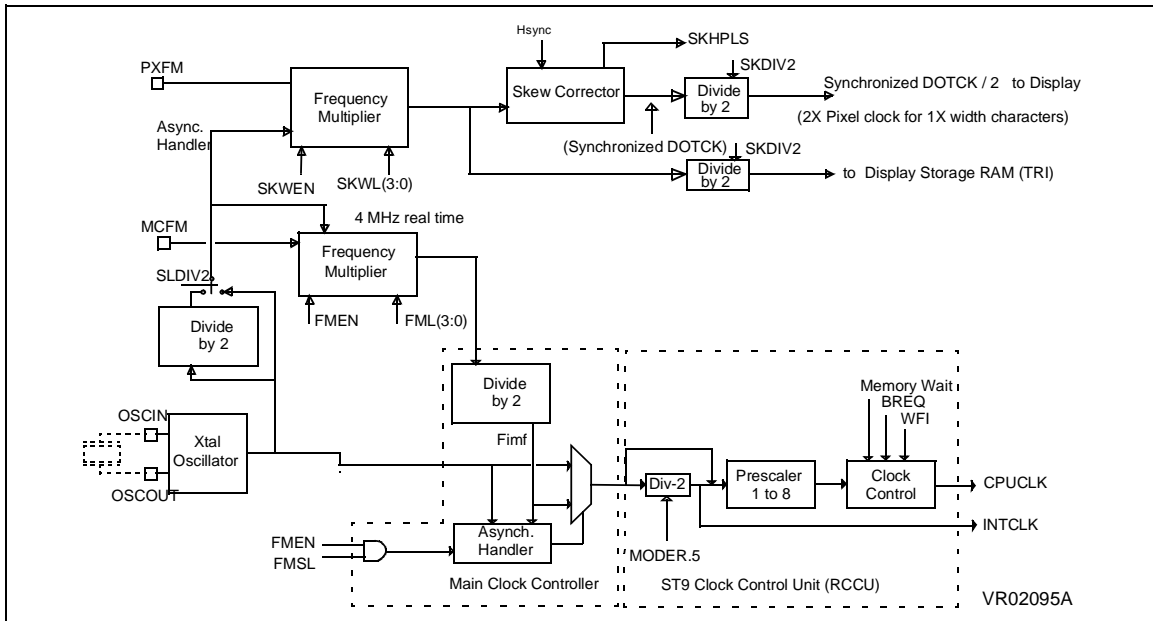 Hsync
SKHPLS
PXFM
SKDIV2
Frequency
Multiplier
Skew Corrector
Divide
by 2
Synchronized DOTCK / 2 to Display
(2X Pixel clock for 1X width characters)
Async.
Handler
(Synchronized DOTCK)
SKDIV2
Divide
by 2
to Display Storage RAM (TRI)
SKWEN
SKWL(3:0)
4 MHz real time
MCFM
Frequency
Multiplier
SLDIV2
FMEN
FML(3:0)
Divide
by 2
Divide
by 2
Memory Wait
BREQ
WFI
OSCIN
Xtal
Oscillator
OSCOUT
Fimf
Div-2
Prescaler
1 to 8
Clock
Control
CPUCLK
INTCLK
Asynch.
Handler
FMEN
FMSL
MODER.5
Main Clock Controller
ST9 Clock Control Unit (RCCU)
VR02095A